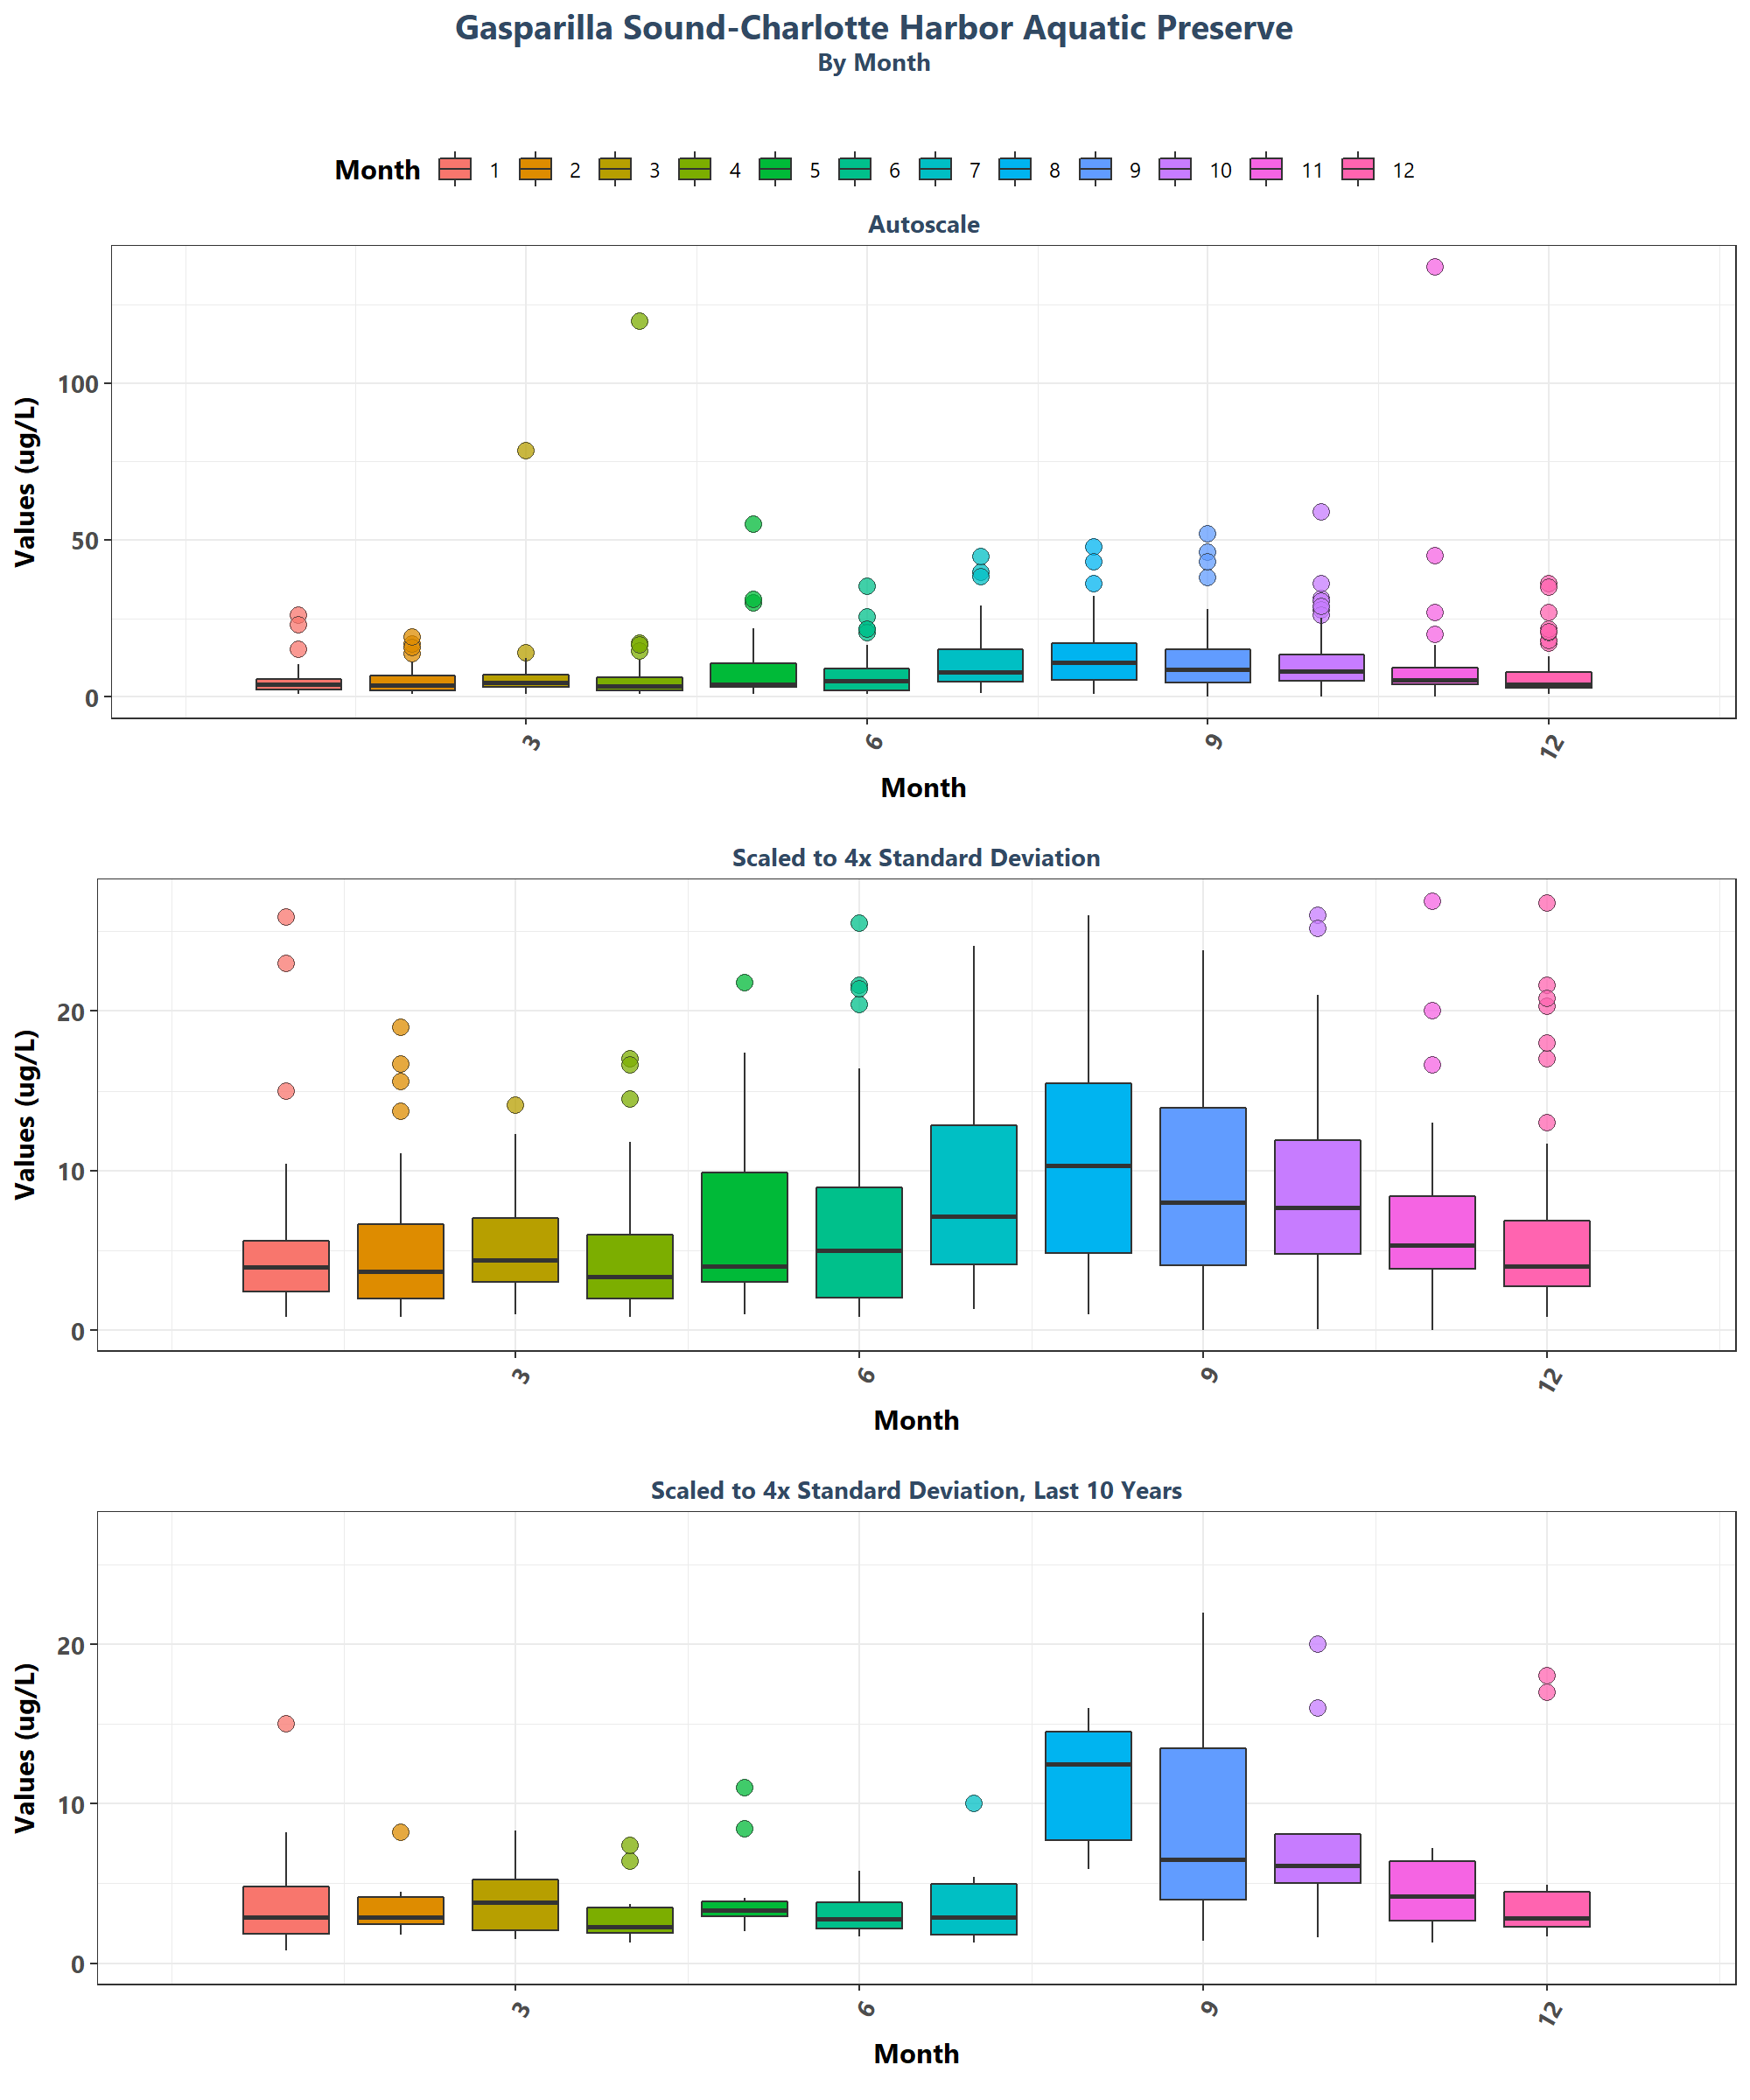 Gasparilla Sound-Charlotte Harbor Aquatic Preserve
By Month
Month 1 2 3 4 5 6 7 8 9 10 11 12
Autoscale
Values (ug/L)
100
50
0
3 6 9 12
Month
Scaled to 4x Standard Deviation
Values (ug/L)
20
10
0
3 6 9 12
Month
Scaled to 4x Standard Deviation, Last 10 Years
Values (ug/L)
20
10
0
3 6 9 12
Month